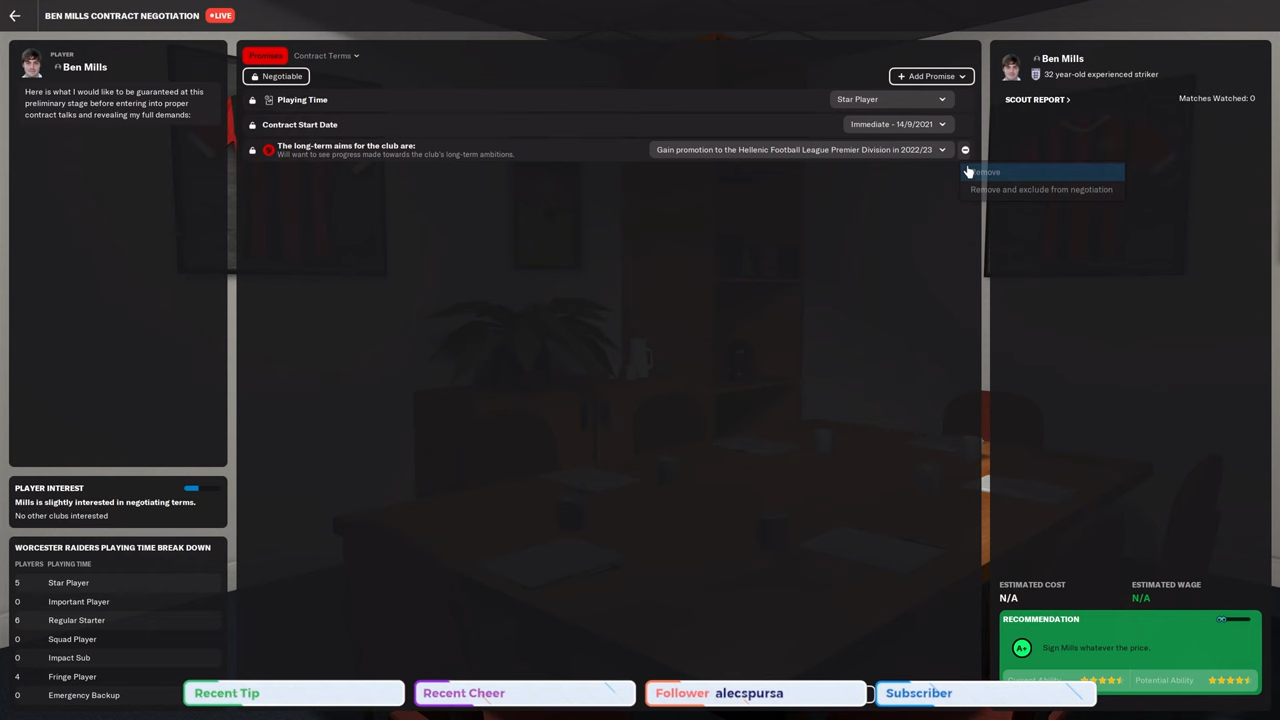 BEN MILLS CONTRACT NEGOTIATION
LIVE
PLAYER
Ben Mills
Here is what I would like to be guaranteed at this
preliminary stage before entering into proper
contract talks and revealing my full demands:
PLAYER INTEREST
Mills is slightly interested in negotiating terms.
No other clubs interested
WORCESTER RAIDERS PLAYING TIME BREAK DOWN
PLAYERS PLAYING TIME
5 Star Player
0 Important Player
6 Regular Starter
0 Squad Player
0 Impact Sub
4 Fringe Player
0 Emergency Backup
Promises Contract Terms
Negotiable
Add Promise
Playing Time Star Player
Contract Start Date Immediate - 14/9/2021
The long-term aims for the club are:
Will want to see progress made towards the club's long-term ambitions.
Gain promotion to the Hellenic Football League Premier Division in 2022/23
Remove
Remove and exclude from negotiation
Ben Mills
32 year-old experienced striker
SCOUT REPORT >
Matches Watched: 0
ESTIMATED COST ESTIMATED WAGE
N/A N/A
RECOMMENDATION
A+ Sign Mills whatever the price.
Current Ability Potential Ability
Recent Tip
Recent Cheer
Follower alecspursa
Subscriber